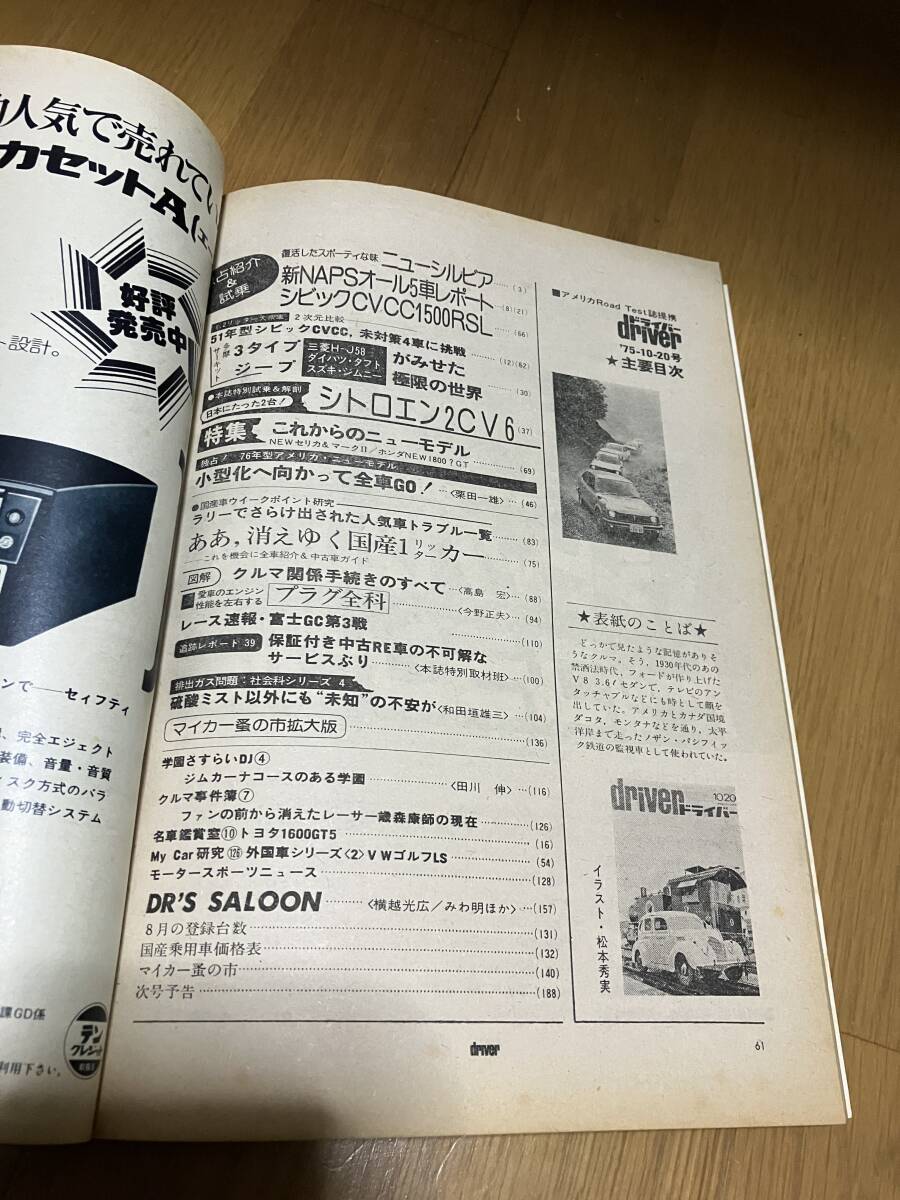 人気で売れてい
カセットA
好評
発売中
設計。
ンで――セィフティ
完全エジェクト
装備、音量・音質
ィスク方式のバラ
動切替システム
課GD係
クレジット
利用下さい。
点紹介
&
試乗
復活したスポーティな味 ニューシルビア……(3)
新NAPSオール5車レポート……(8)(21)
シビックCVCC1500RSL……(66)
2次元比較
51年型シビックCVCC, 未対策4車に挑戦……(12)(62)
3タイプ
ジープ
三菱H-J58
ダイハツ・タフト
スズキ・ジムニー
がみせた
極限の世界……(30)
●本誌特別試乗&解剖
日本にたった2台!
シトロエン2CV6(37)
特集
これからのニューモデル……(69)
NEWセリカ&マークII/ホンダNEW1800?GT
独占!'76年型アメリカ・ニューモデル
小型化へ向かって全車GO!…〈栗田一雄〉…(46)
●国産車ウイークポイント研究
ラリーでさらけ出された人気車トラブル一覧……(83)
ああ,消えゆく国産1リッターカー……(75)
―これを機会に全車紹介&中古車ガイド
図解 クルマ関係手続きのすべて…〈高島 宏〉…(88)
愛車のエンジン
性能を左右する
プラグ全科……〈今野正夫〉…(94)
レース速報・富士GC第3戦……(110)
追跡レポート39 保証付き中古RE車の不可解な
サービスぶり……〈本誌特別取材班〉…(100)
排出ガス問題:社会科シリーズ4
硫酸ミスト以外にも“未知”の不安が〈和田垣雄三〉…(104)
マイカー蚤の市拡大版……(136)
学園さすらいDJ④
ジムカーナコースのある学園……〈田川 伸〉…(116)
クルマ事件簿⑦
ファンの前から消えたレーサー歳森康師の現在……(126)
名車鑑賞室⑩トヨタ1600GT5……(16)
My Car研究126外国車シリーズ〈2〉VWゴルフLS……(54)
モータースポーツニュース……(128)
DR'S SALOON……〈横越光広/みわ明ほか〉…(157)
8月の登録台数……(131)
国産乗用車価格表……(132)
マイカー蚤の市……(140)
次号予告……(188)
■アメリカRoad Test誌提携
ドライバー
driver
'75-10-20号
★主要目次
★表紙のことば★
どっかで見たような記憶がありそ
うなクルマ。そう,1930年代のあの
禁酒法時代,フォードが作り上げた
V8 3.6ℓセダンで,テレビのアン
タッチャブルなどにも時として顔を
出していた。アメリカとカナダ国境
ダコタ,モンタナなどを通り,太平
洋岸まで走ったノザン・パシフィッ
ク鉄道の監視車として使われていた。
driver 1020
ドライバー
イラスト・松本秀実
driver
61